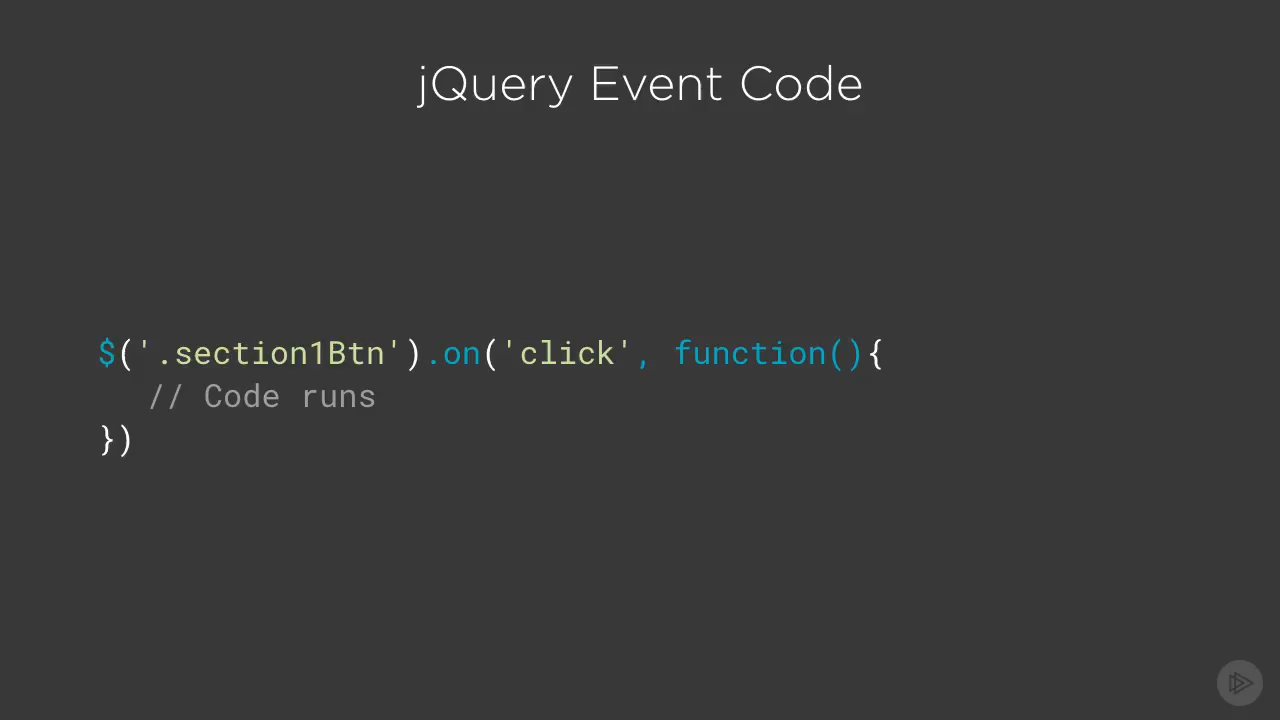 jQuery Event Code
$('.section1Btn').on('click', function(){
// Code runs
})